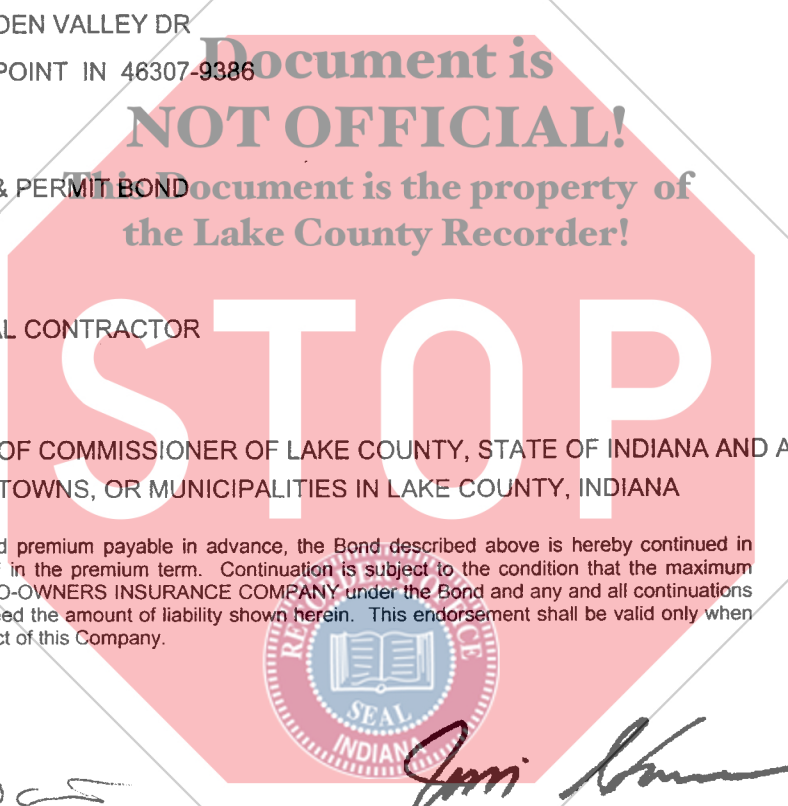 DEN VALLEY DR
Document is
POINT IN 46307-9386
NOT OFFICIAL!
& PERMIT BOND
This Document is the property of
the Lake County Recorder!
AL CONTRACTOR
STOP
OF COMMISSIONER OF LAKE COUNTY, STATE OF INDIANA AND A
TOWNS, OR MUNICIPALITIES IN LAKE COUNTY, INDIANA
d premium payable in advance, the Bond described above is hereby continued in
in the premium term. Continuation is subject to the condition that the maximum
O-OWNERS INSURANCE COMPANY under the Bond and any and all continuations
eed the amount of liability shown herein. This endorsement shall be valid only when
ct of this Company.
RECORDER'S OFFICE
SEAL
INDIANA